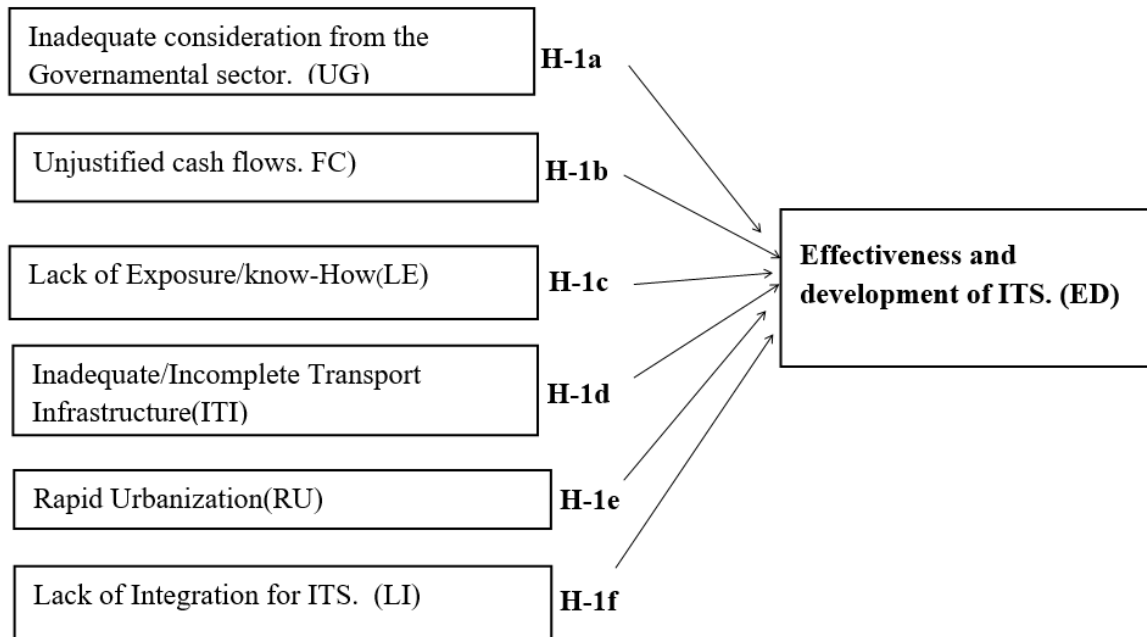 Inadequate consideration from the
Governamental sector.  (UG)
H-1a
Unjustified cash flows. FC)
H-1b
Lack of Exposure/know-How(LE)
H-1c
Inadequate/Incomplete Transport
Infrastructure(ITI)
H-1d
Rapid Urbanization(RU)
H-1e
Lack of Integration for ITS.  (LI)
H-1f
Effectiveness and
development of ITS. (ED)